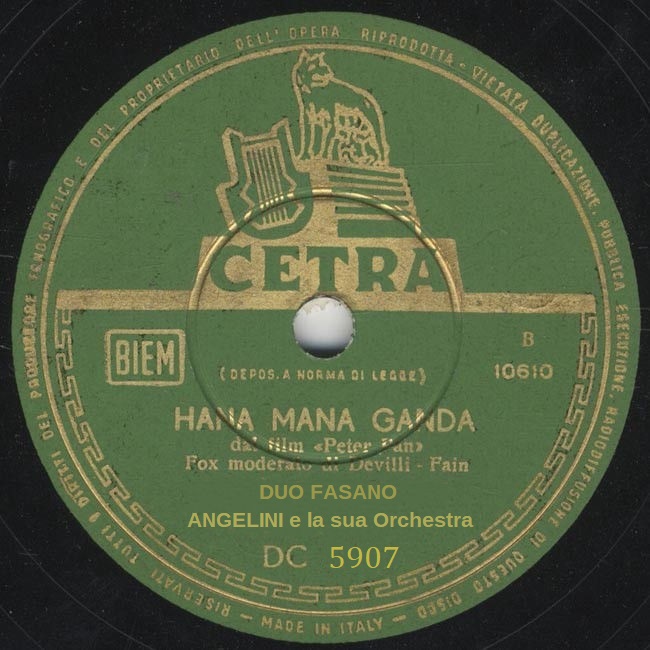 RISERVATI TUTTI I DIRITTI DEL PRODUTTORE FONOGRAFICO E DEL PROPRIETARIO DELL'OPERA RIPRODOTTA - VIETATA DUPLICAZIONE, PUBBLICA ESECUZIONE, RADIODIFFUSIONE DI QUESTO DISCO
CETRA
BIEM
B
(DEPOS. A NORMA DI LEGGE)
10610
HANA MANA GANDA
dal film «Peter Pan»
Fox moderato di Devilli - Fain
DUO FASANO
ANGELINI e la sua Orchestra
DC 5907
— MADE IN ITALY —